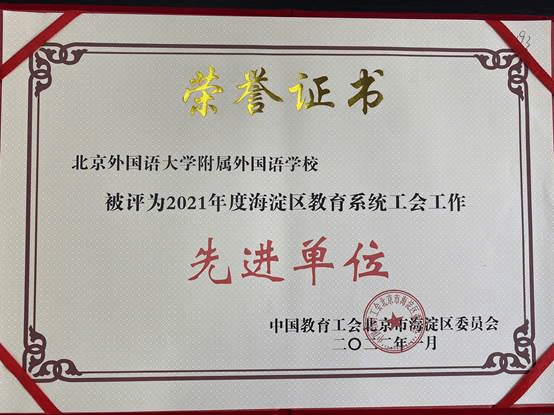 93
荣誉证书
北京外国语大学附属外国语学校
被评为2021年度海淀区教育系统工会工作
先进单位
中国教育工会北京市海淀区委员会
二〇二二年一月